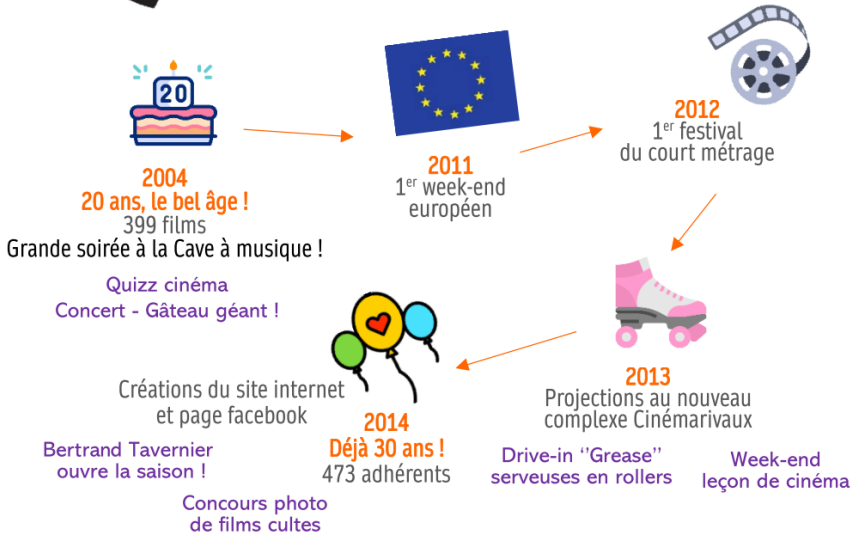 20
2004
20 ans, le bel âge !
399 films
Grande soirée à la Cave à musique !
Quizz cinéma
Concert - Gâteau géant !
2011
1er week-end
européen
2012
1er festival
du court métrage
2013
Projections au nouveau
complexe Cinémarivaux
Drive-in ‘’Grease’’
serveuses en rollers
Week-end
leçon de cinéma
2014
Déjà 30 ans !
473 adhérents
Créations du site internet
et page facebook
Bertrand Tavernier
ouvre la saison !
Concours photo
de films cultes